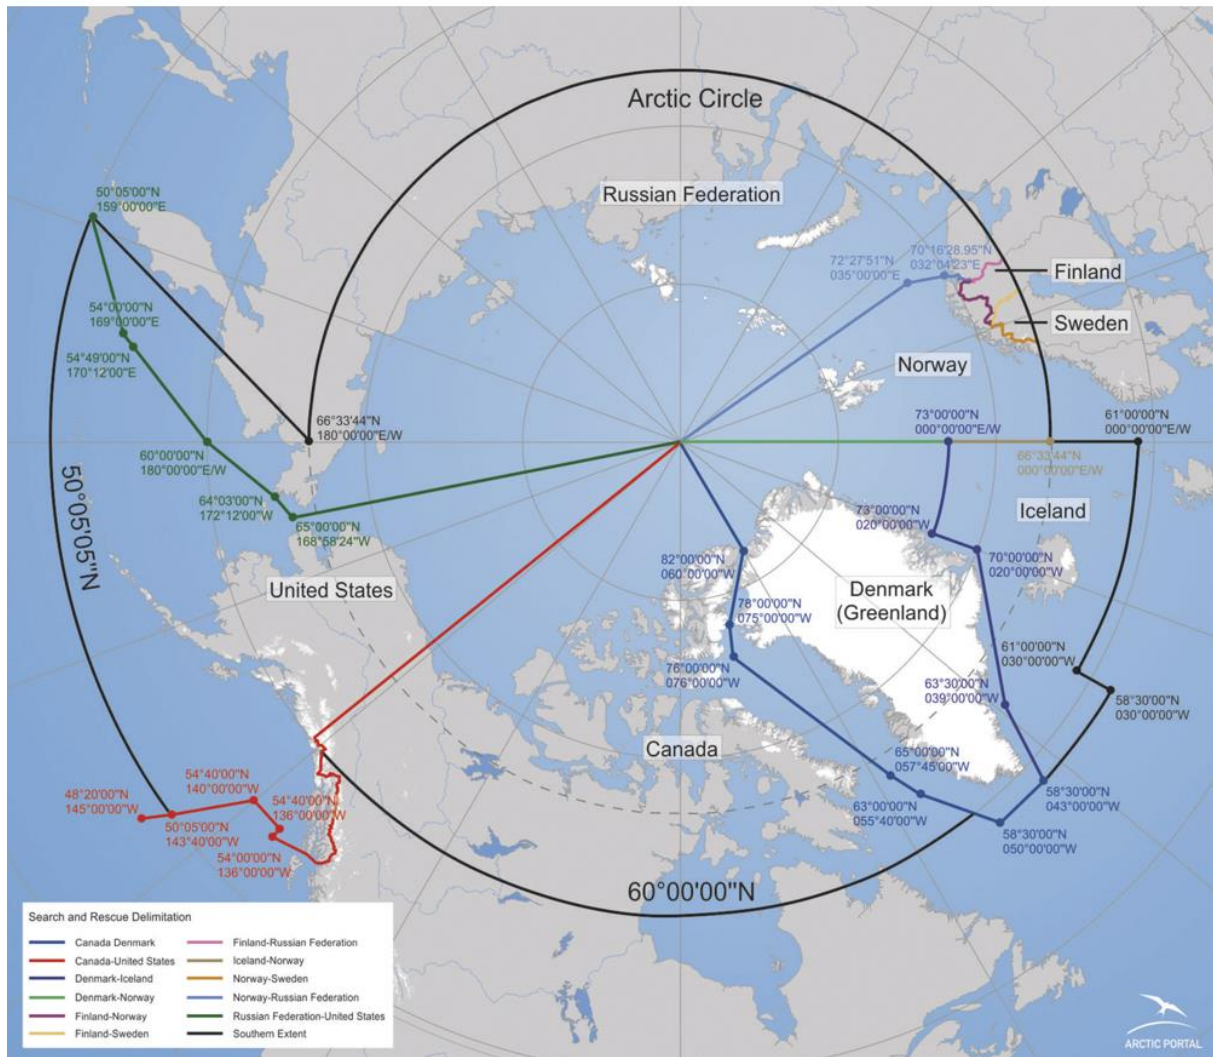 Arctic Circle
Russian Federation
50°05'00"N
159°00'00"E
70°16'28.95"N
032°04'23"E
72°27'51"N
035°00'00"E
Finland
Sweden
54°00'00"N
169°00'00"E
54°49'00"N
170°12'00"E
Norway
66°33'44"N
180°00'00"E/W
73°00'00"N
000°00'00"E/W
61°00'00"N
000°00'00"E/W
60°00'00"N
180°00'00"E/W
66°33'44"N
000°00'00"E/W
50°05'05"N
64°03'00"N
172°12'00"W
65°00'00"N
168°58'24"W
73°00'00"N
020°00'00"W
Iceland
82°00'00"N
060°00'00"W
70°00'00"N
020°00'00"W
United States
Denmark
(Greenland)
78°00'00"N
075°00'00"W
76°00'00"N
076°00'00"W
61°00'00"N
030°00'00"W
63°30'00"N
039°00'00"W
58°30'00"N
030°00'00"W
Canada
65°00'00"N
057°45'00"W
54°40'00"N
140°00'00"W
48°20'00"N
145°00'00"W
54°40'00"N
136°00'00"W
50°05'00"N
143°40'00"W
54°00'00"N
136°00'00"W
63°00'00"N
055°40'00"W
58°30'00"N
043°00'00"W
58°30'00"N
050°00'00"W
60°00'00"N
Search and Rescue Delimitation
Canada Denmark
Canada-United States
Denmark-Iceland
Denmark-Norway
Finland-Norway
Finland-Sweden
Finland-Russian Federation
Iceland-Norway
Norway-Sweden
Norway-Russian Federation
Russian Federation-United States
Southern Extent
ARCTIC PORTAL